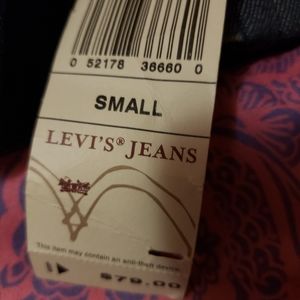 0 52178 36660 0
SMALL
LEVI'S® JEANS
This item may contain an anti-theft device.
$79.00